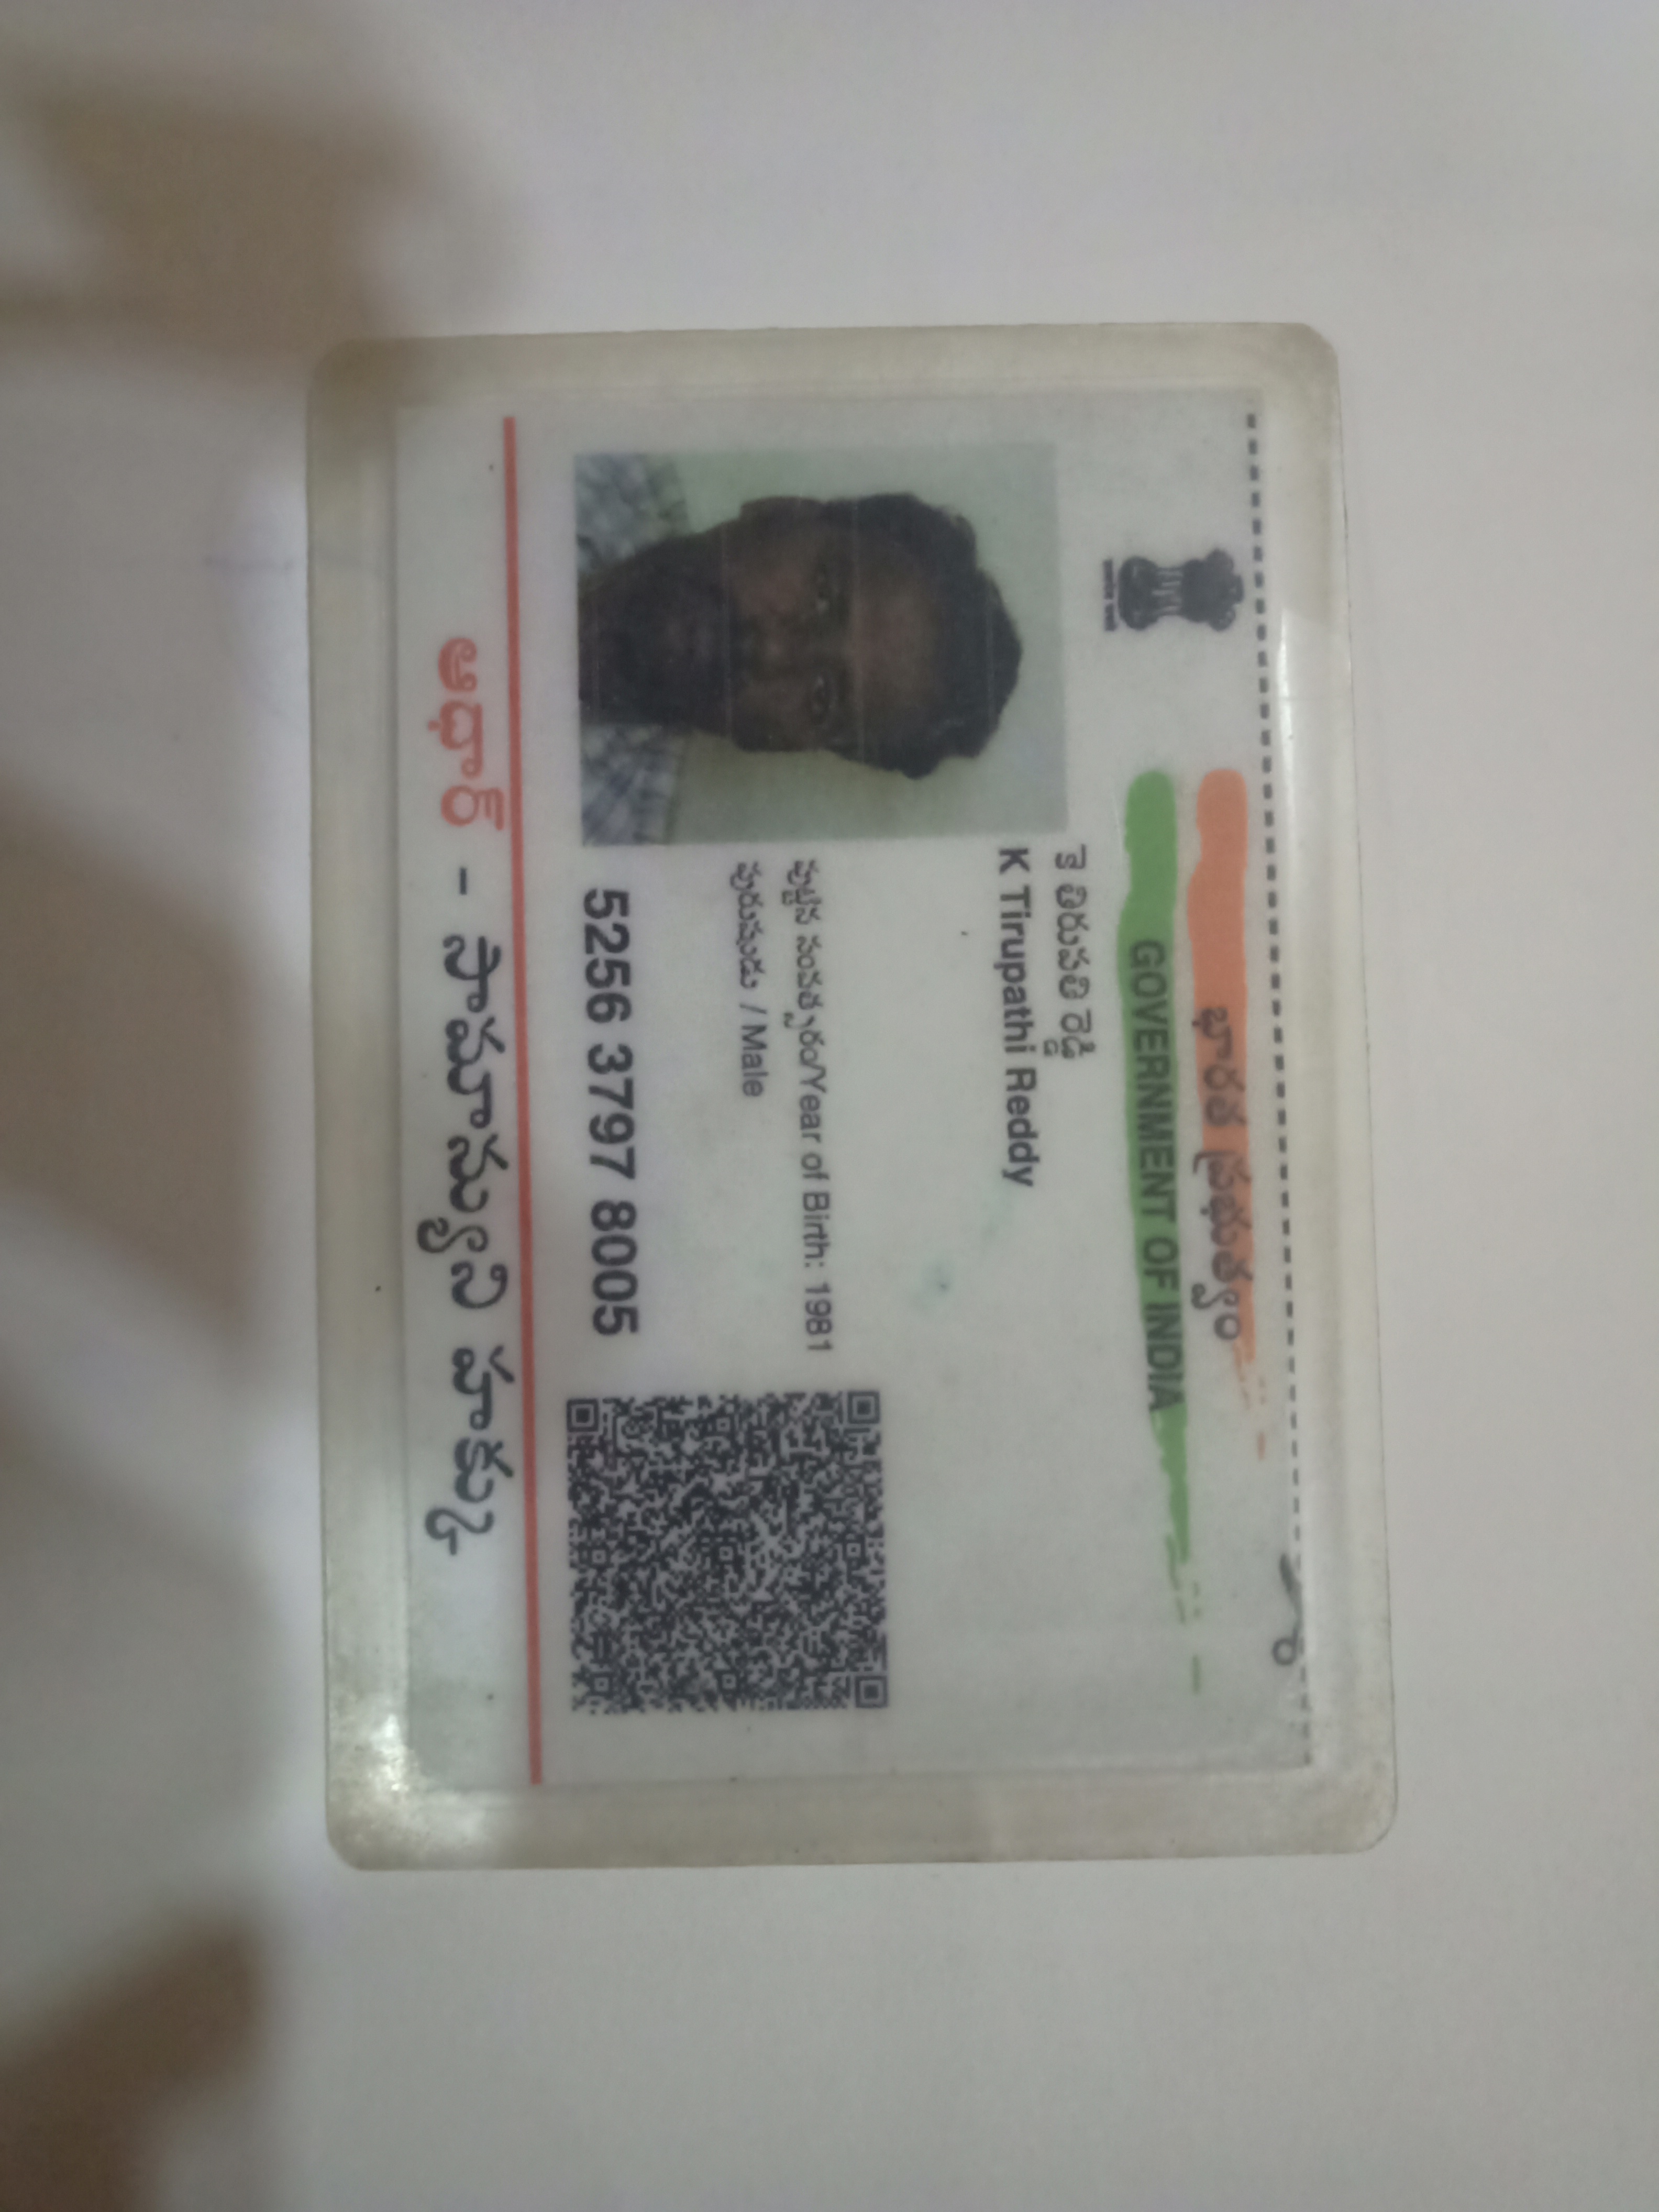 భారత ప్రభుత్వం
GOVERNMENT OF INDIA
కె తిరుపతి రెడ్డి
K Tirupathi Reddy
పుట్టిన సంవత్సరం/Year of Birth: 1981
పురుషుడు / Male
5256 3797 8005
ఆధార్ - సామాన్యుని హక్కు